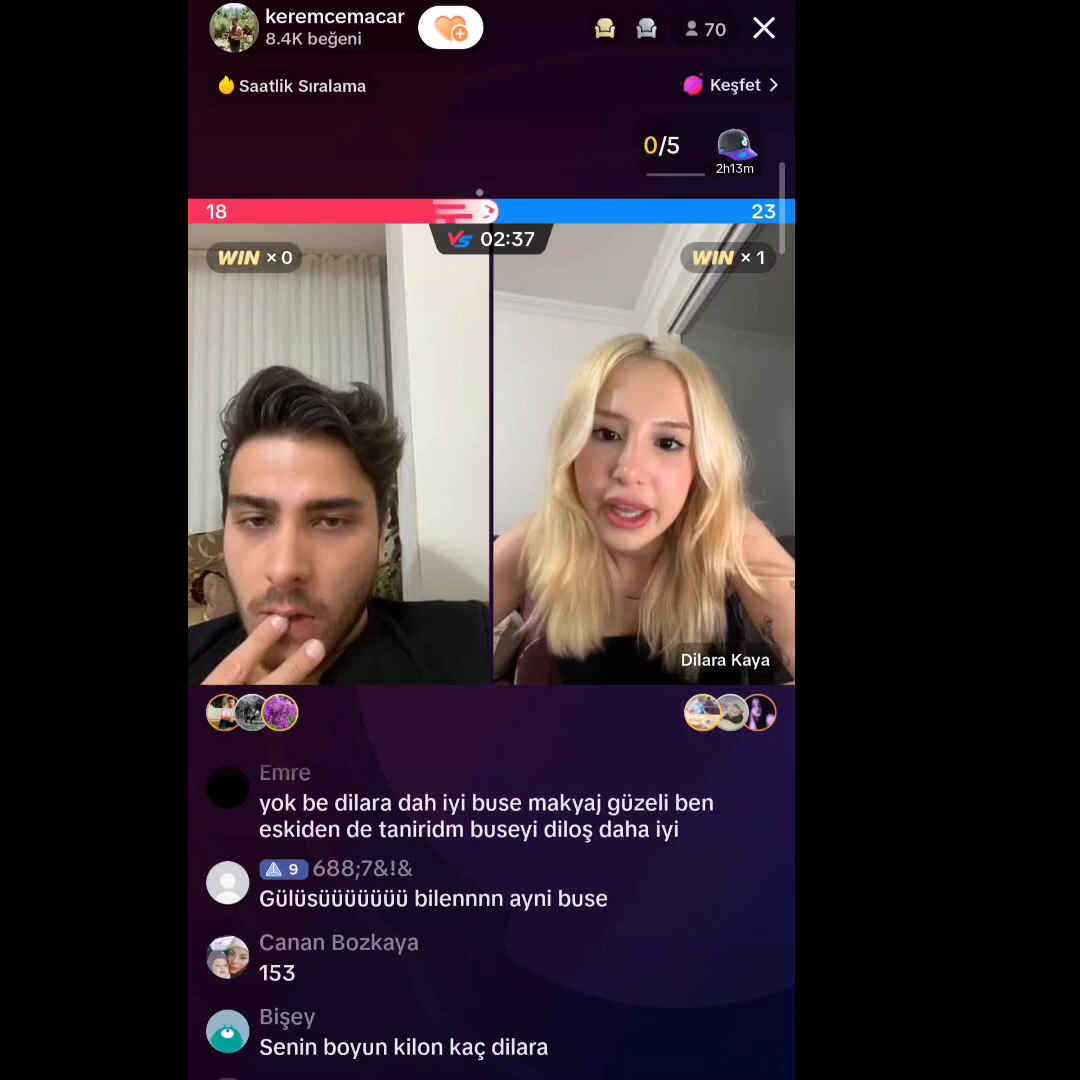 keremcemacar
8.4K beğeni
70
Saatlik Sıralama
Keşfet
0/5
2h13m
18
23
VS 02:37
WIN × 0
WIN × 1
Dilara Kaya
Emre
yok be dilara dah iyi buse makyaj güzeli ben
eskiden de taniridm buseyi diloş daha iyi
9 688;7&!&
Gülüsüüüüüüü bilennnn ayni buse
Canan Bozkaya
153
Bişey
Senin boyun kilon kaç dilara